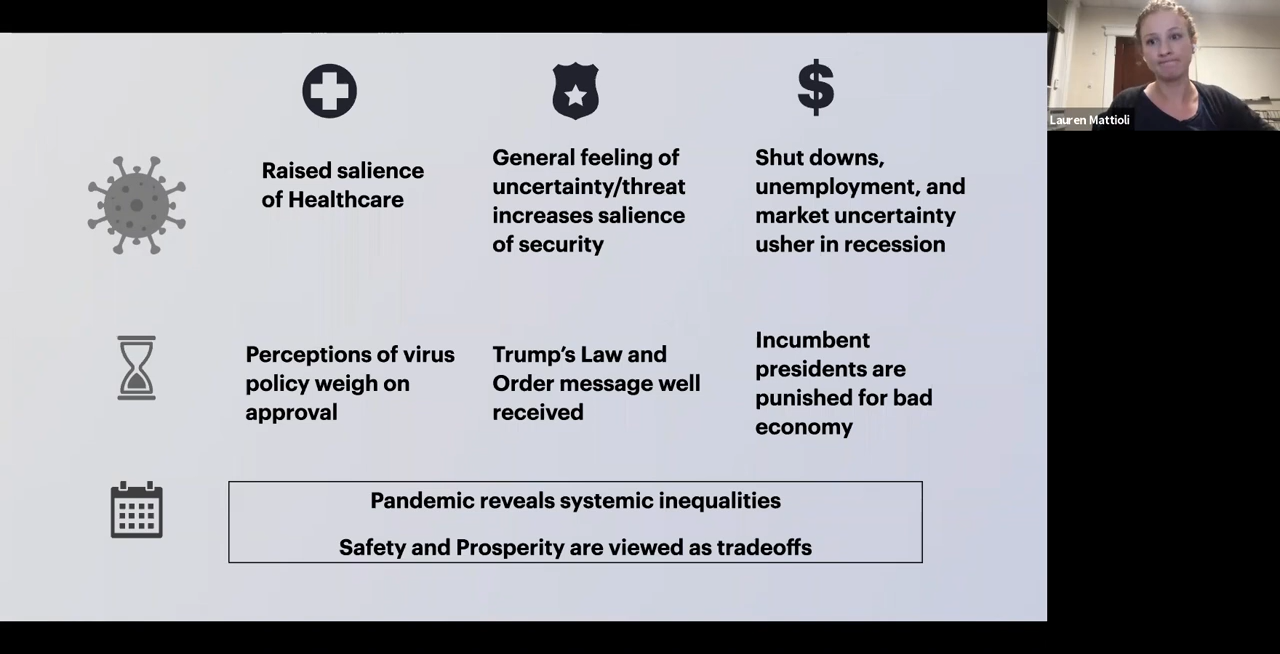 $
Lauren Mattioli
Raised salience
of Healthcare
General feeling of
uncertainty/threat
increases salience
of security
Shut downs,
unemployment, and
market uncertainty
usher in recession
Perceptions of virus
policy weigh on
approval
Trump's Law and
Order message well
received
Incumbent
presidents are
punished for bad
economy
Pandemic reveals systemic inequalities
Safety and Prosperity are viewed as tradeoffs